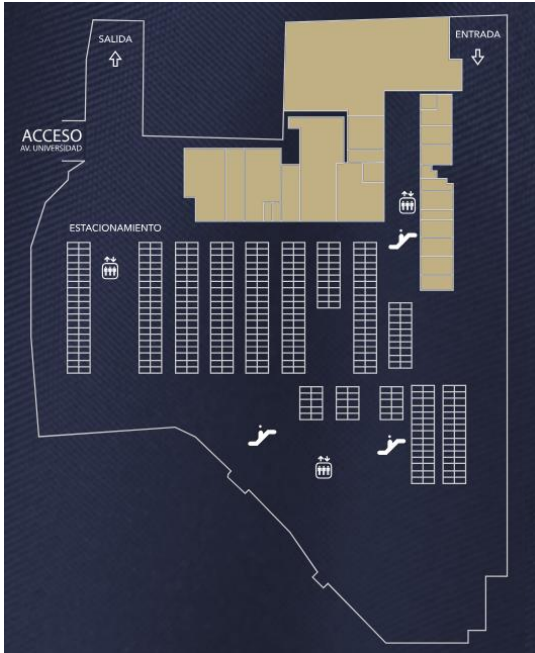 SALIDA
ENTRADA
ACCESO
AV. UNIVERSIDAD
ESTACIONAMIENTO